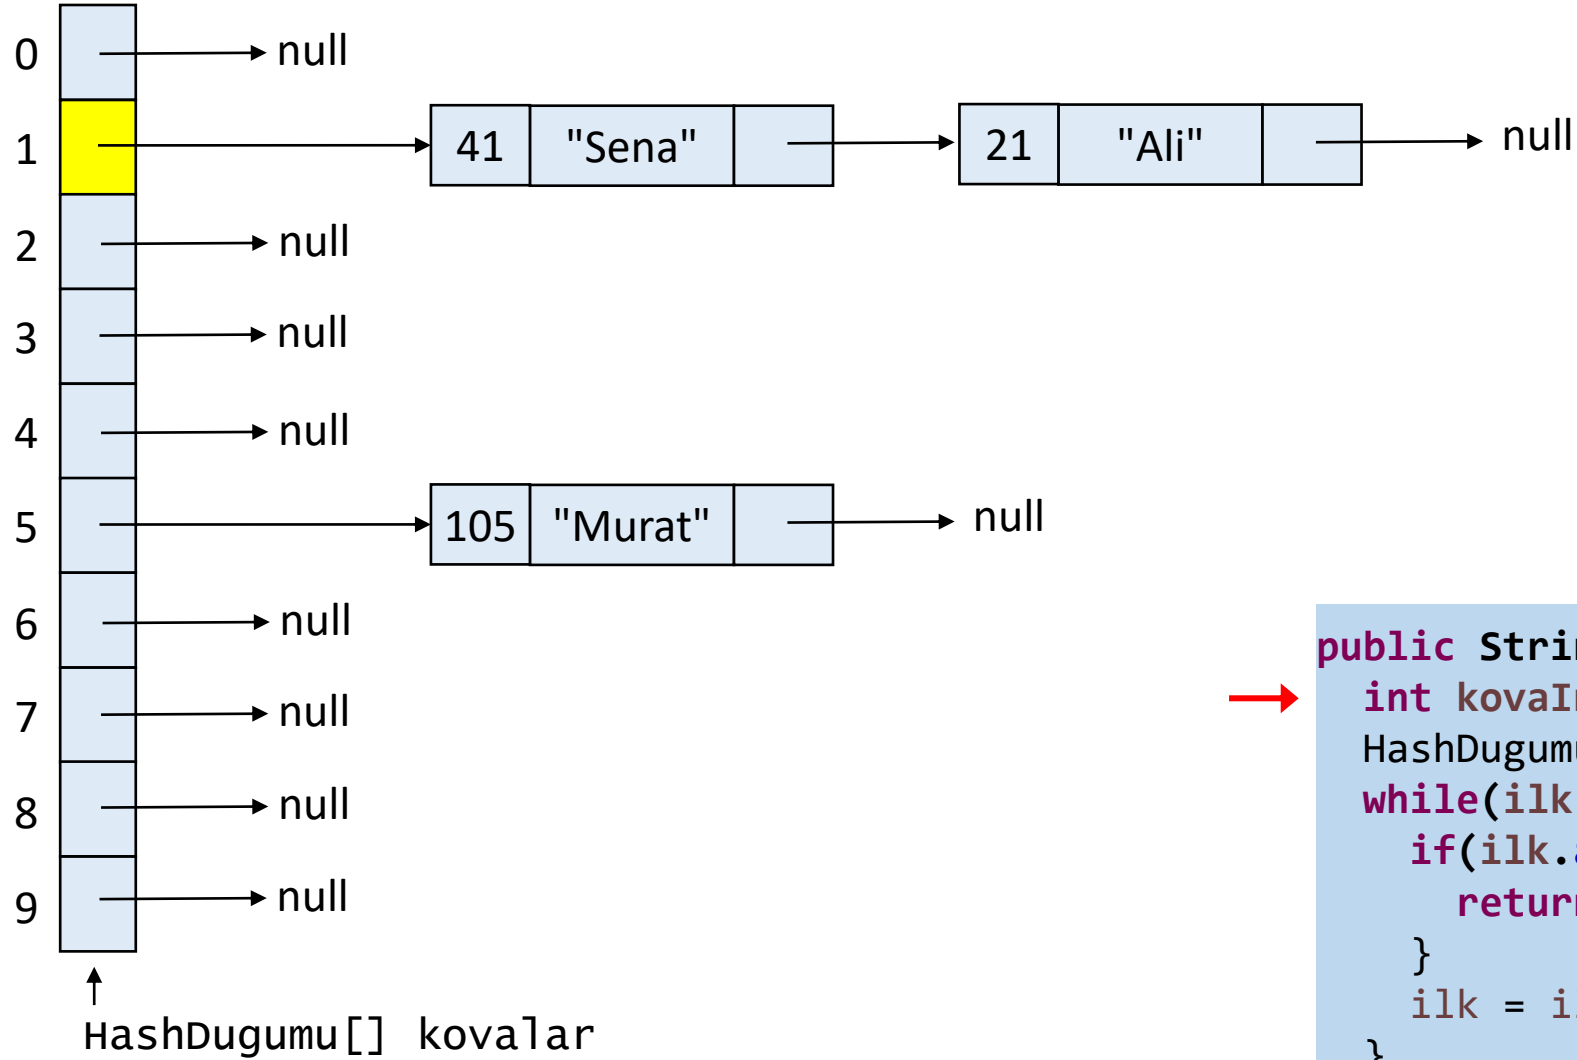 0 null
1 41 "Sena" 21 "Ali" null
2 null
3 null
4 null
5 105 "Murat" null
6 null
7 null
8 null
9 null
HashDugumu[] kovalar
public
int
while(ilk
if(ilk.
return
}
ilk =
}